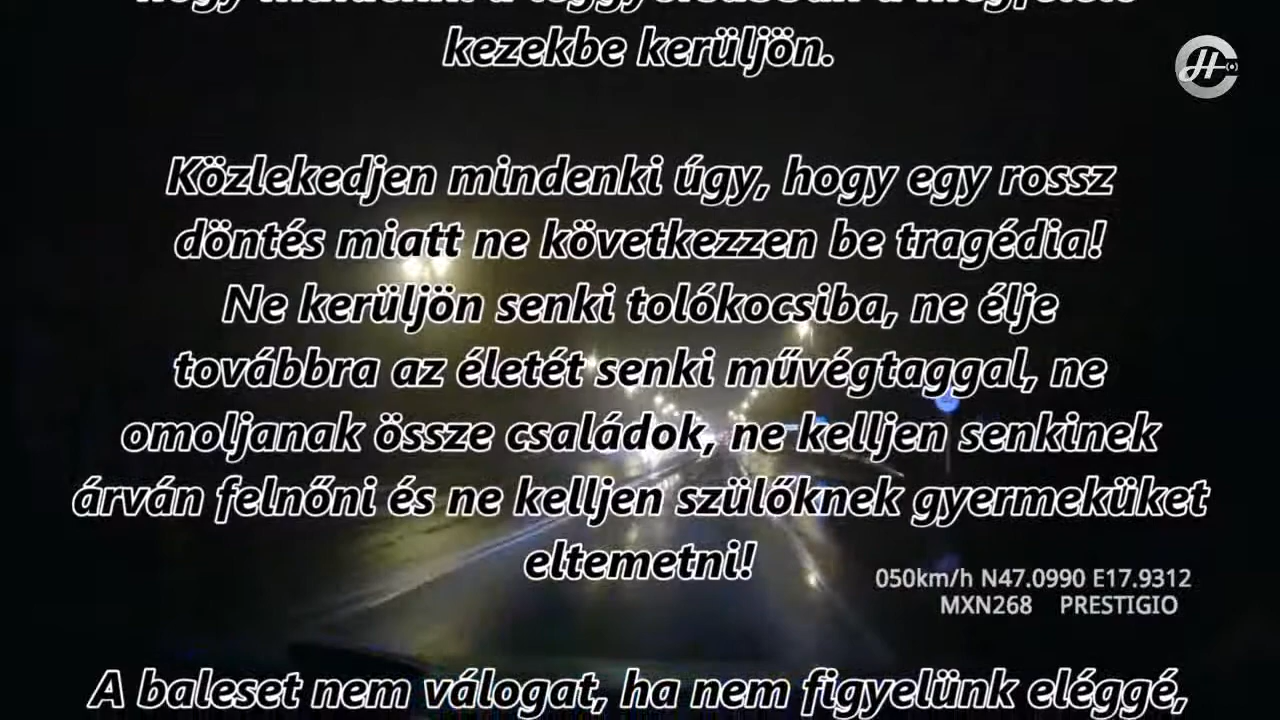 kezekbe kerüljön.
Közlekedjen mindenki úgy, hogy egy rossz
döntés miatt ne következzen be tragédia!
Ne kerüljön senki tolókocsiba, ne élje
továbbra az életét senki művégtaggal, ne
omoljanak össze családok, ne kelljen senkinek
árván felnőni és ne kelljen szülőknek gyermeküket
eltemetni!
050km/h N47.0990 E17.9312
MXN268 PRESTIGIO
A baleset nem válogat, ha nem figyelünk eléggé,